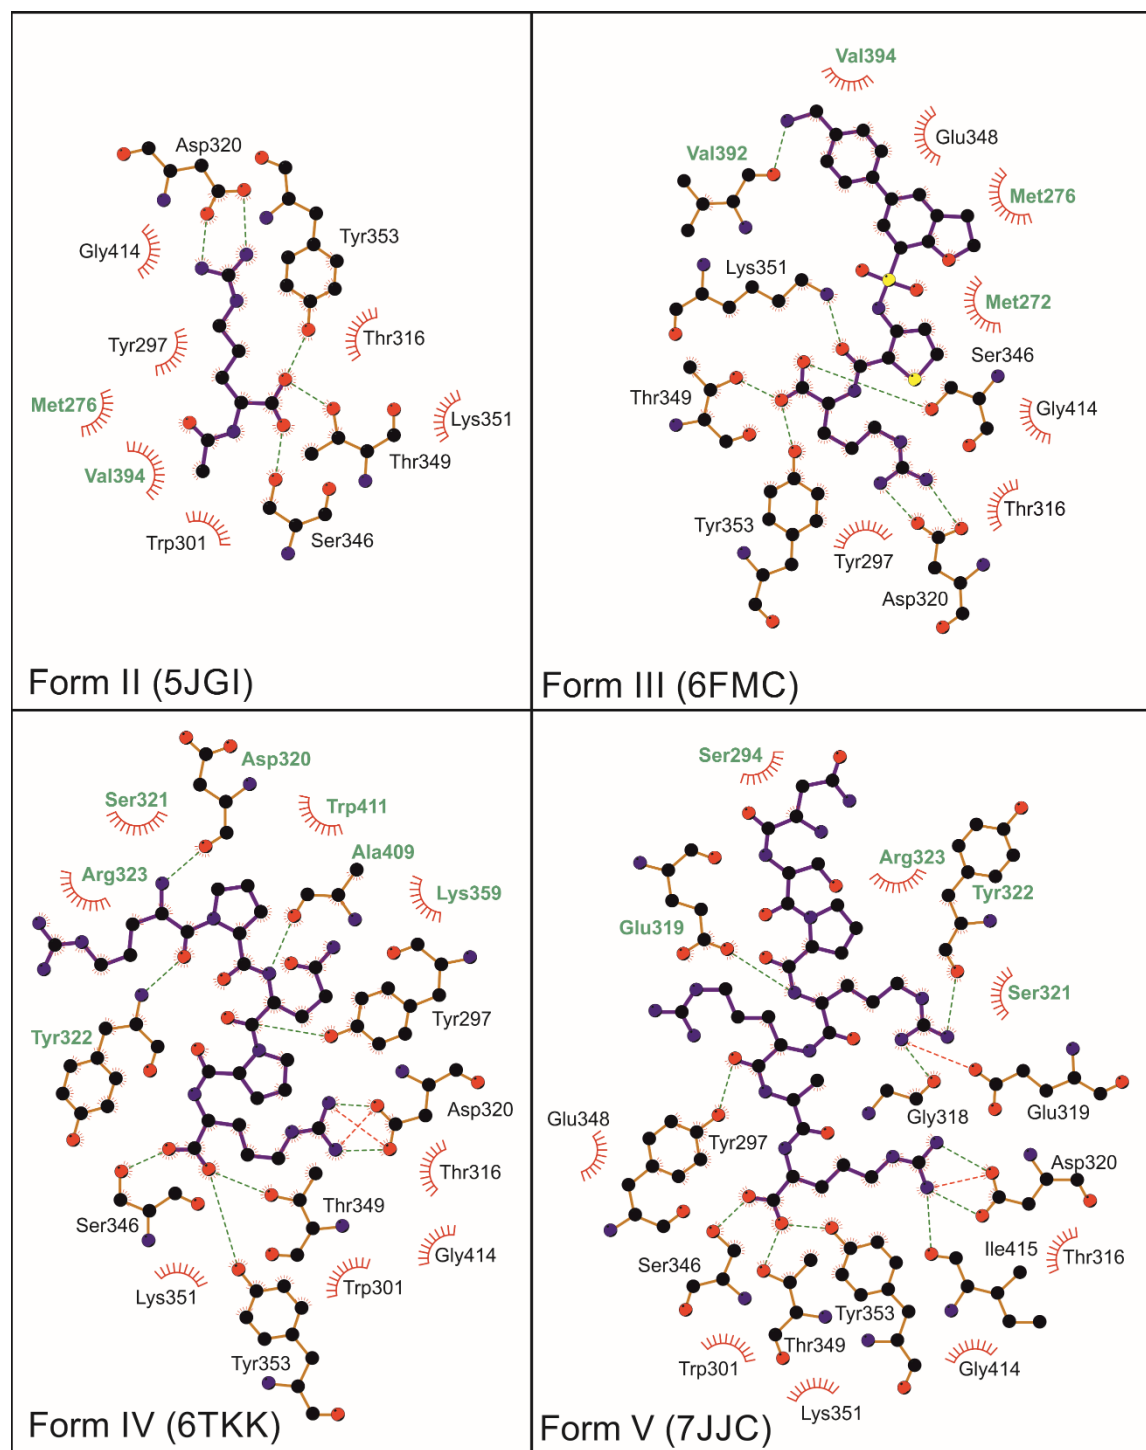 Asp320
Tyr353
Gly414
Tyr297
Thr316
Met276
Lys351
Val394
Thr349
Trp301
Ser346
Form II (5JGI)
Val394
Glu348
Val392
Met276
Lys351
Met272
Ser346
Thr349
Gly414
Thr316
Tyr353
Tyr297
Asp320
Form III (6FMC)
Asp320
Ser321
Trp411
Ala409
Arg323
Lys359
Tyr322
Tyr297
Asp320
Thr316
Ser346
Thr349
Gly414
Lys351
Trp301
Tyr353
Form IV (6TKK)
Ser294
Arg323
Tyr322
Glu319
Ser321
Gly318
Glu319
Glu348
Tyr297
Asp320
Ile415
Thr316
Ser346
Tyr353
Thr349
Trp301
Gly414
Lys351
Form V (7JJC)